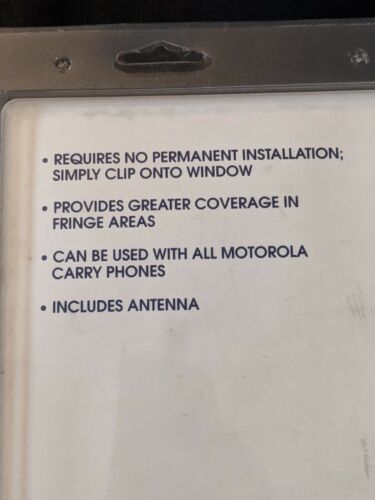 • REQUIRES NO PERMANENT INSTALLATION;
SIMPLY CLIP ONTO WINDOW
• PROVIDES GREATER COVERAGE IN
FRINGE AREAS
• CAN BE USED WITH ALL MOTOROLA
CARRY PHONES
• INCLUDES ANTENNA